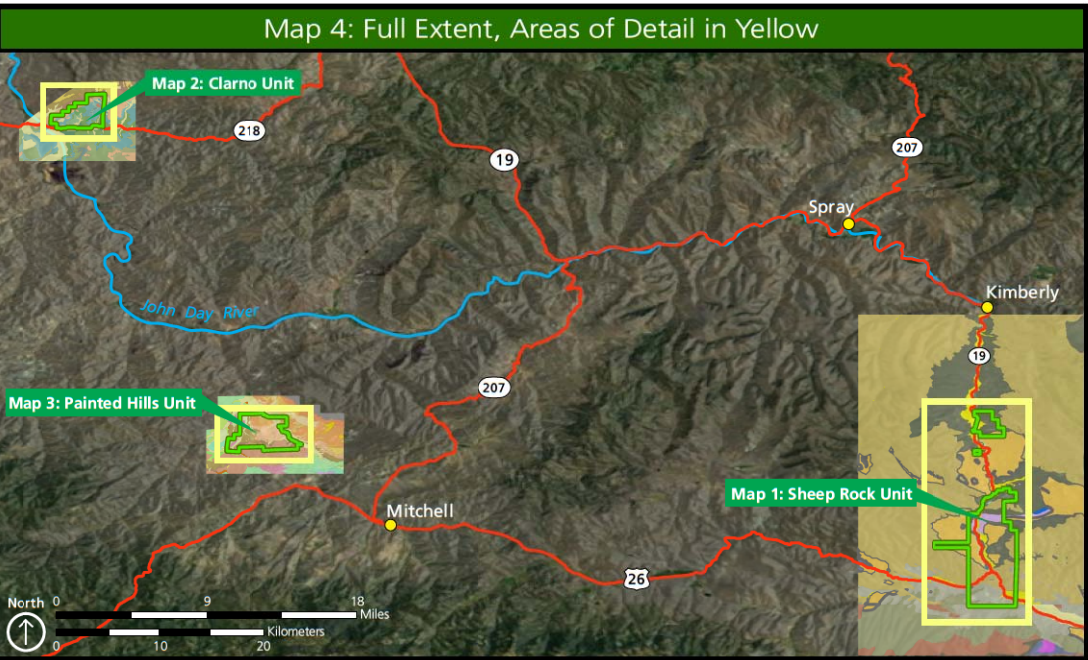 Map 4: Full Extent, Areas of Detail in Yellow
Map 2: Clarno Unit
218
19
207
Spray
Kimberly
John Day River
19
207
Map 3: Painted Hills Unit
Map 1: Sheep Rock Unit
Mitchell
26
North
0 9 18
Miles
Kilometers
0 10 20